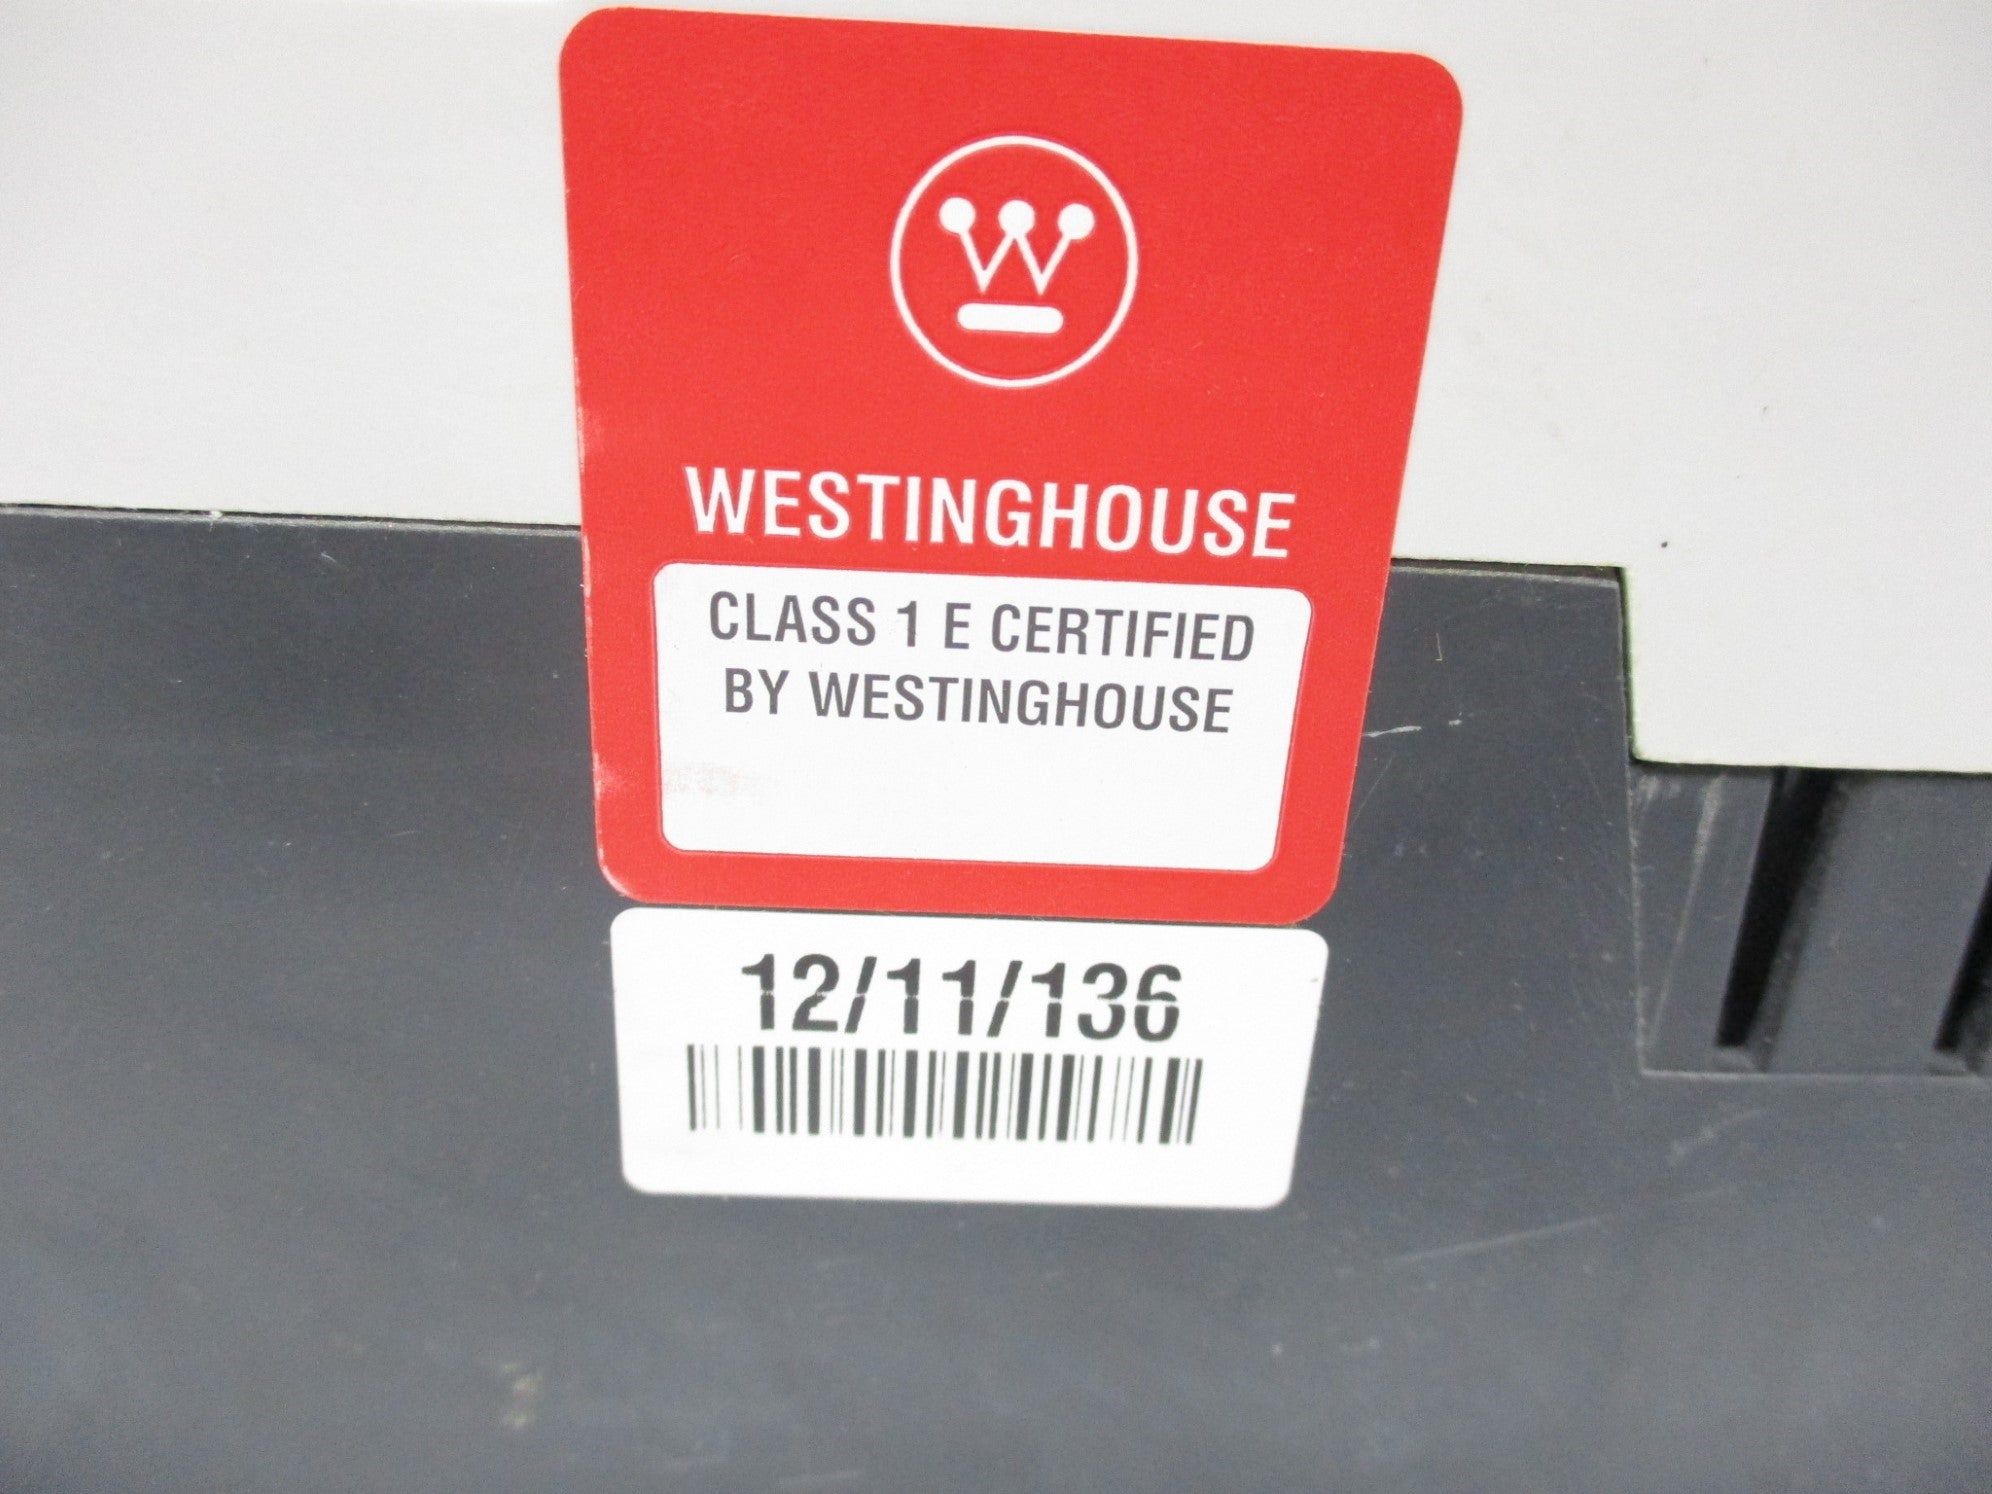 W
WESTINGHOUSE
CLASS 1 E CERTIFIED
BY WESTINGHOUSE
12/11/136